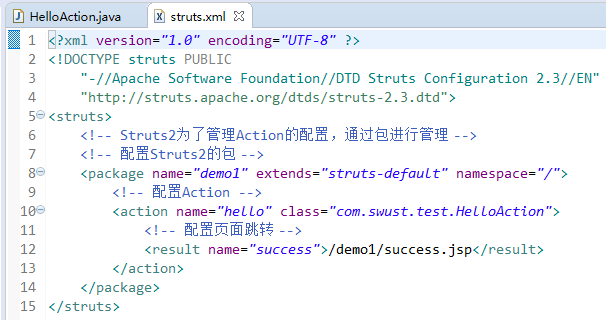 HelloAction.java struts.xml
1 <?xml version="1.0" encoding="UTF-8" ?>
2 <!DOCTYPE struts PUBLIC
3 "-//Apache Software Foundation//DTD Struts Configuration 2.3//EN"
4 "http://struts.apache.org/dtds/struts-2.3.dtd">
5 <struts>
6 <!-- Struts2为了管理Action的配置，通过包进行管理 -->
7 <!-- 配置Struts2的包 -->
8 <package name="demo1" extends="struts-default" namespace="/">
9 <!-- 配置Action -->
10 <action name="hello" class="com.swust.test.HelloAction">
11 <!-- 配置页面跳转 -->
12 <result name="success">/demo1/success.jsp</result>
13 </action>
14 </package>
15 </struts>